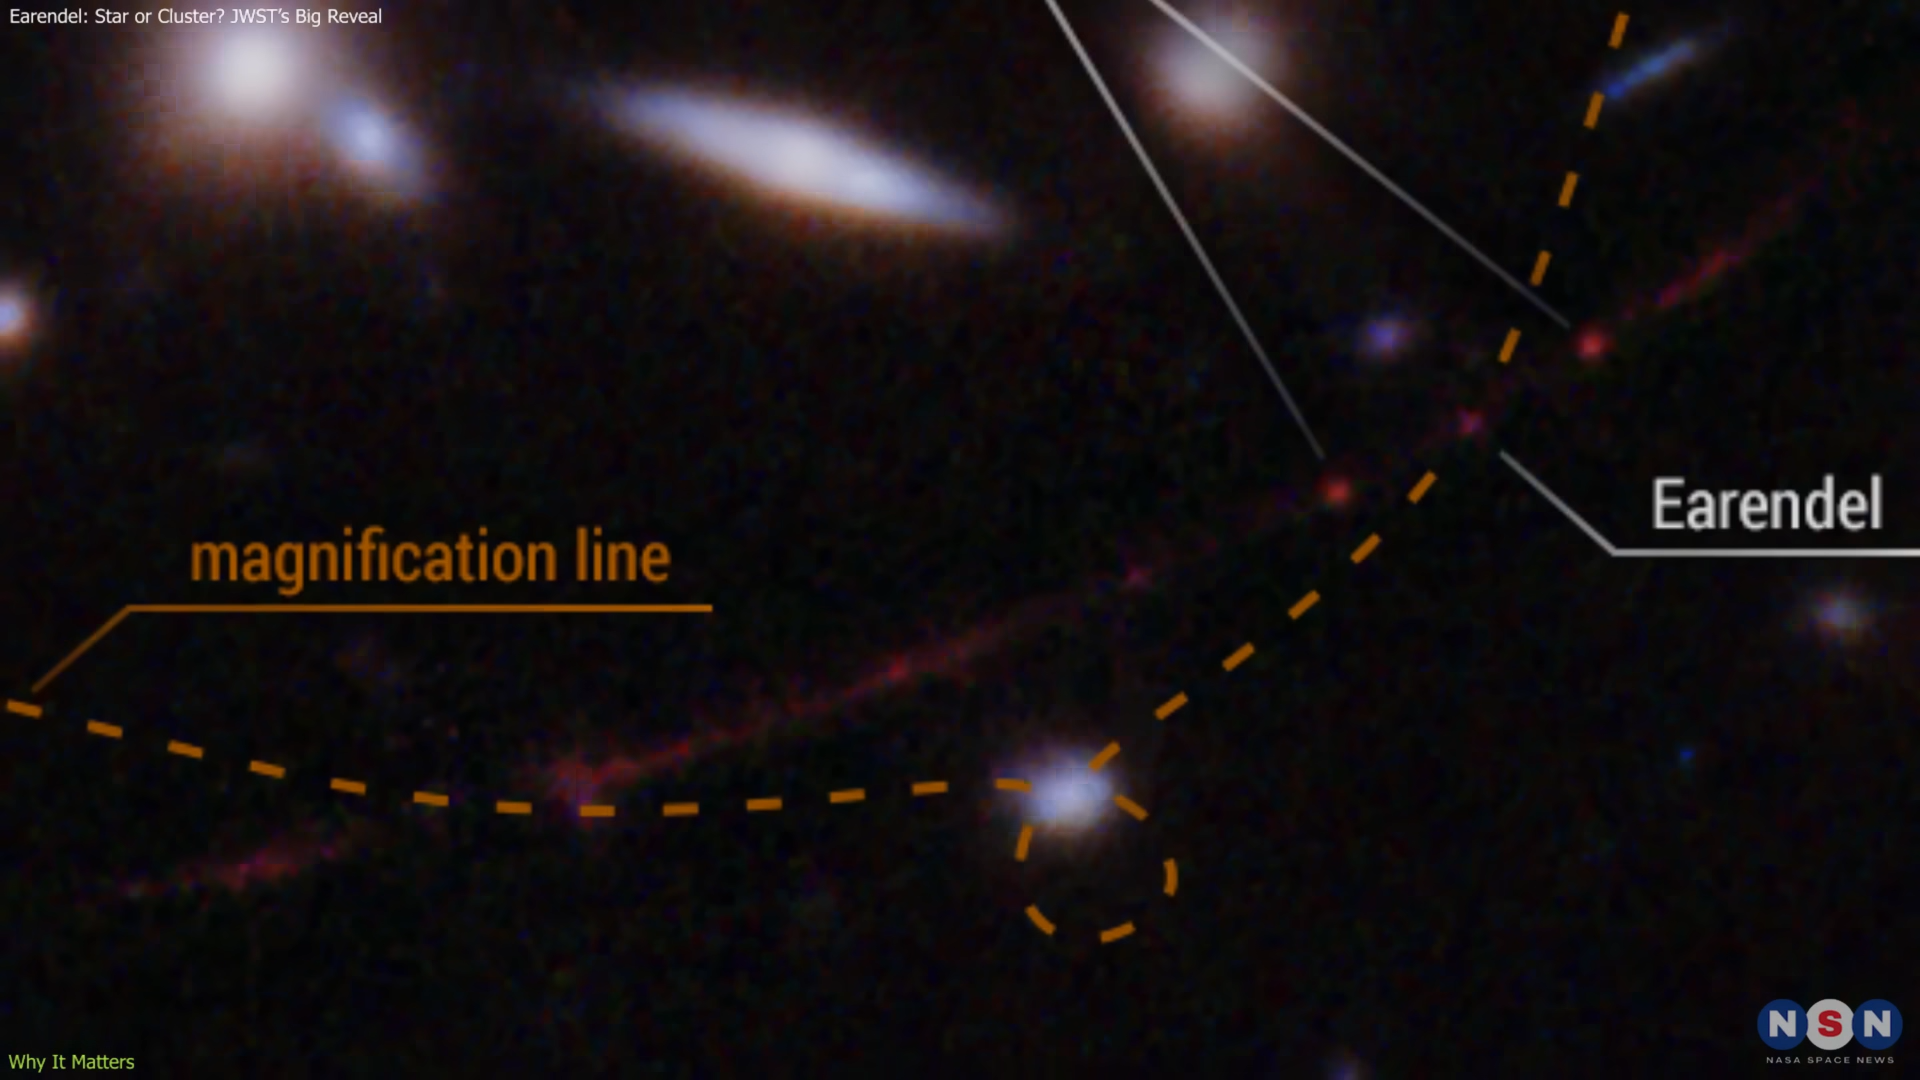 Earendel: Star or Cluster? JWST's Big Reveal
Earendel
magnification line
NSN
NASA SPACE NEWS
Why It Matters